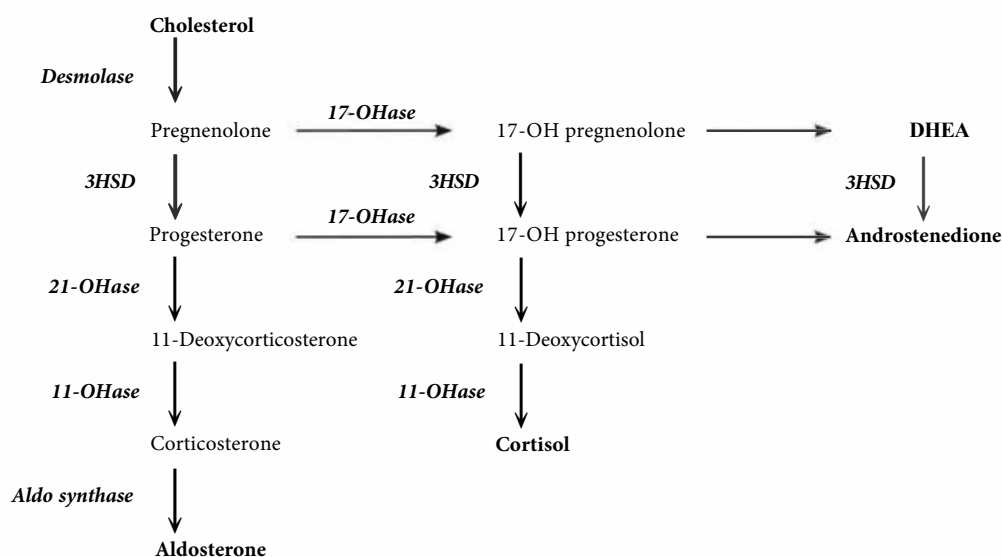 Cholesterol
Desmolase
17-OHase
Pregnenolone 17-OH pregnenolone DHEA
3HSD 3HSD 3HSD
17-OHase
Progesterone 17-OH progesterone Androstenedione
21-OHase 21-OHase
11-Deoxycorticosterone 11-Deoxycortisol
11-OHase 11-OHase
Corticosterone Cortisol
Aldo synthase
Aldosterone